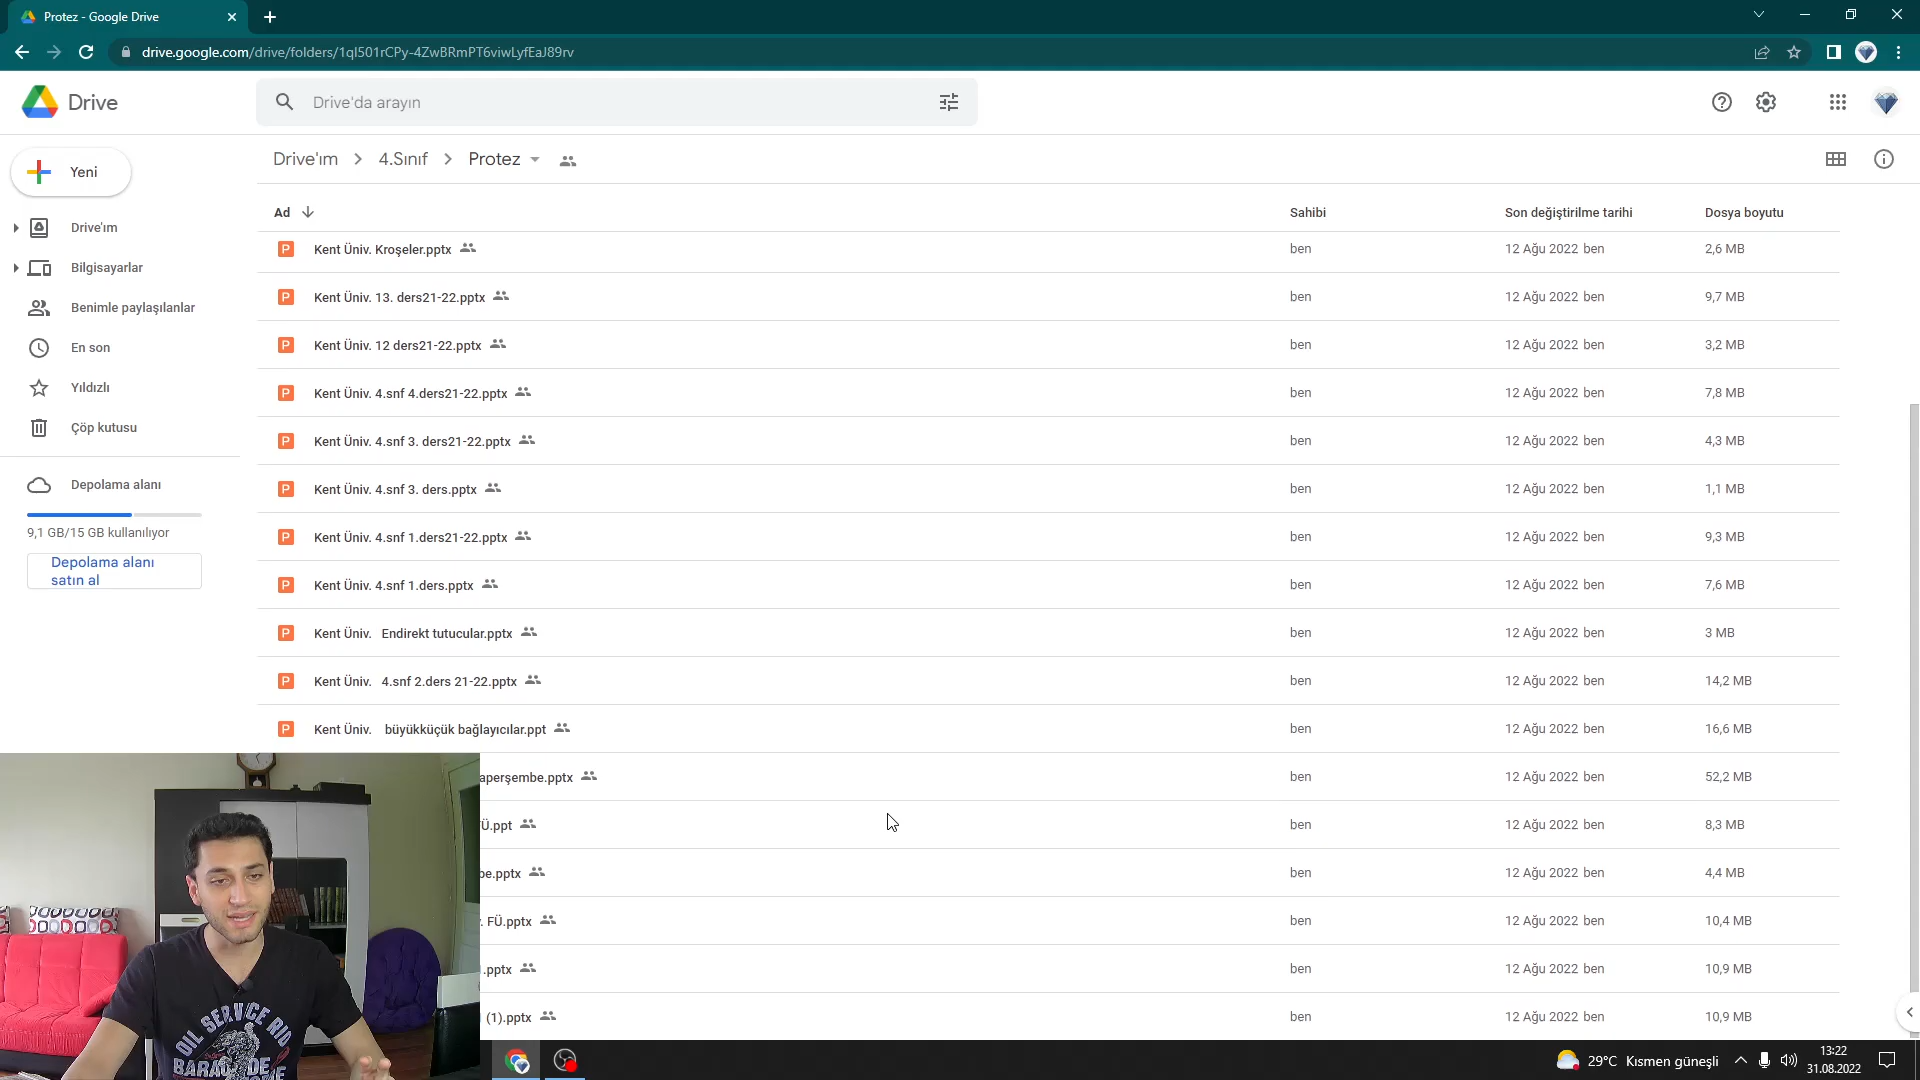 Protez - Google Drive
drive.google.com/drive/folders/1ql501rCPy-4ZwBRmPT6viwLyfEaJ89rv
Drive
Drive'da arayın
Yeni
Drive'ım
Bilgisayarlar
Benimle paylaşılanlar
En son
Yıldızlı
Çöp kutusu
Depolama alanı
9,1 GB/15 GB kullanılıyor
Depolama alanı
satın al
Drive'ım > 4.Sınıf > Protez
Ad Sahibi Son değiştirilme tarihi Dosya boyutu
Kent Üniv. Kroşeler.pptx ben 12 Ağu 2022 ben 2,6 MB
Kent Üniv. 13. ders21-22.pptx ben 12 Ağu 2022 ben 9,7 MB
Kent Üniv. 12 ders21-22.pptx ben 12 Ağu 2022 ben 3,2 MB
Kent Üniv. 4.snf 4.ders21-22.pptx ben 12 Ağu 2022 ben 7,8 MB
Kent Üniv. 4.snf 3. ders21-22.pptx ben 12 Ağu 2022 ben 4,3 MB
Kent Üniv. 4.snf 3. ders.pptx ben 12 Ağu 2022 ben 1,1 MB
Kent Üniv. 4.snf 1.ders21-22.pptx ben 12 Ağu 2022 ben 9,3 MB
Kent Üniv. 4.snf 1.ders.pptx ben 12 Ağu 2022 ben 7,6 MB
Kent Üniv. Endirekt tutucular.pptx ben 12 Ağu 2022 ben 3 MB
Kent Üniv. 4.snf 2.ders 21-22.pptx ben 12 Ağu 2022 ben 14,2 MB
Kent Üniv. büyükküçük bağlayıcılar.ppt ben 12 Ağu 2022 ben 16,6 MB
aperşembe.pptx ben 12 Ağu 2022 ben 52,2 MB
Ü.ppt ben 12 Ağu 2022 ben 8,3 MB
be.pptx ben 12 Ağu 2022 ben 4,4 MB
. FÜ.pptx ben 12 Ağu 2022 ben 10,4 MB
.pptx ben 12 Ağu 2022 ben 10,9 MB
(1).pptx ben 12 Ağu 2022 ben 10,9 MB
OIL SERVICE RIG
29°C Kısmen güneşli
13:22
31.08.2022